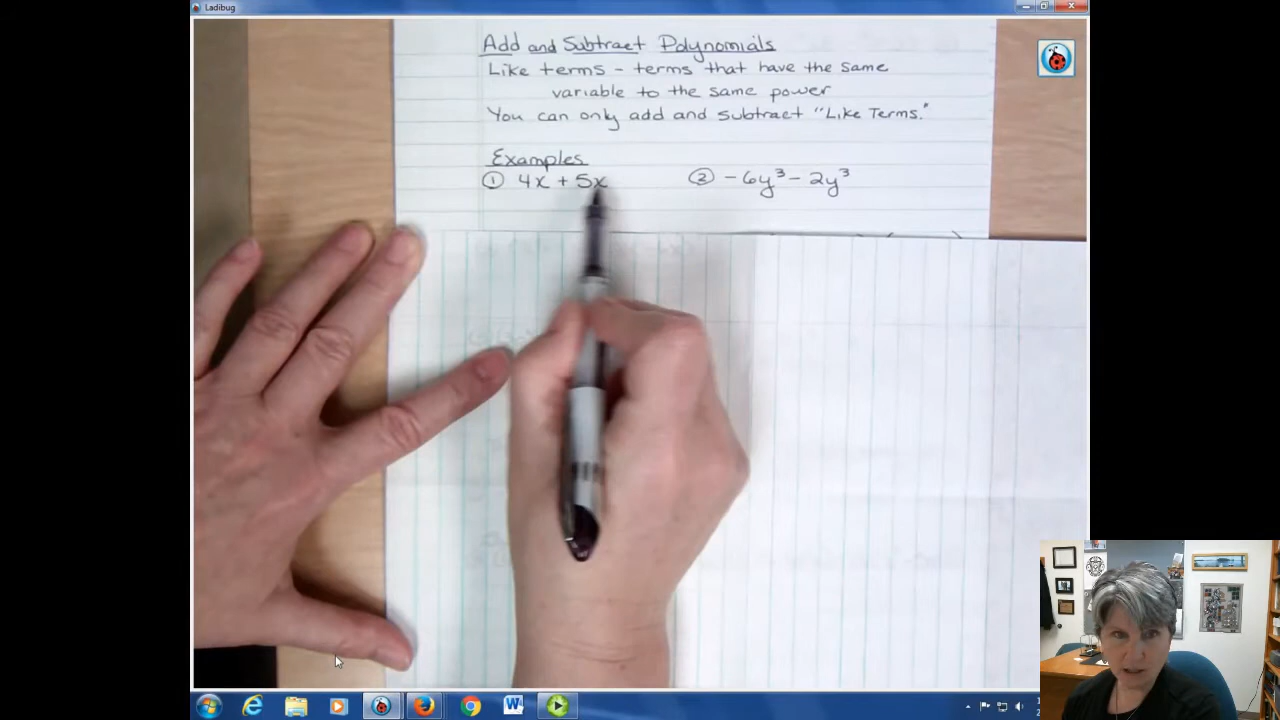 Ladibug
Add and Subtract Polynomials
Like terms - terms that have the same
variable to the same power
You can only add and subtract "Like Terms."
Examples
① 4x + 5x ② -6y³ - 2y³